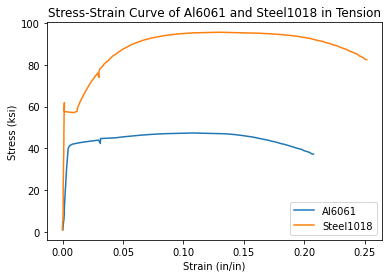 Stress-Strain Curve of Al6061 and Steel1018 in Tension
100
80
60
40
20
0
Stress (ksi)
Al6061
Steel1018
0.00 0.05 0.10 0.15 0.20 0.25
Strain (in/in)